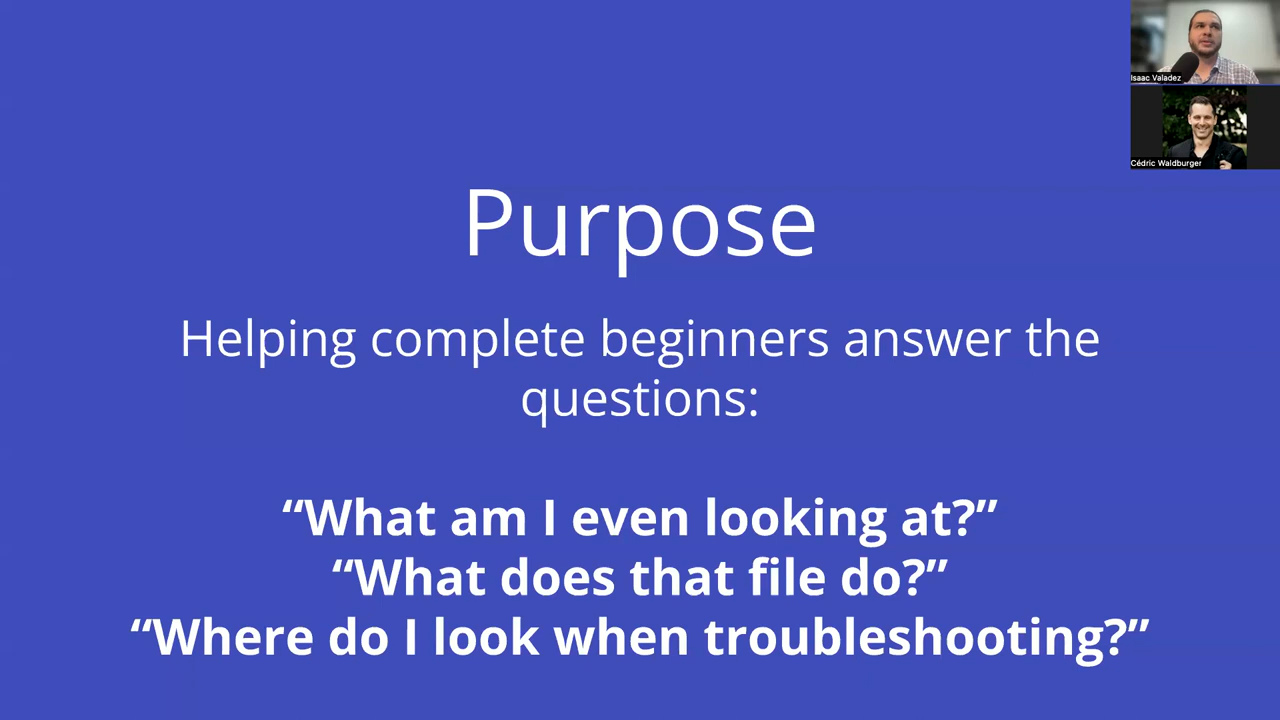 Isaac Valadez
Cédric Waldburger
Purpose
Helping complete beginners answer the
questions:
“What am I even looking at?”
“What does that file do?”
“Where do I look when troubleshooting?”